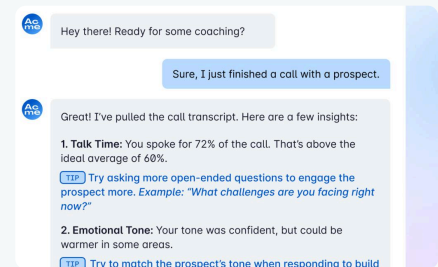 Ac
me
Hey there! Ready for some coaching?
Sure, I just finished a call with a prospect.
Ac
me
Great! I've pulled the call transcript. Here are a few insights:
1. Talk Time: You spoke for 72% of the call. That's above the
ideal average of 60%.
TIP Try asking more open-ended questions to engage the
prospect more. Example: "What challenges are you facing right
now?"
2. Emotional Tone: Your tone was confident, but could be
warmer in some areas.
TIP Try to match the prospect's tone when responding to build